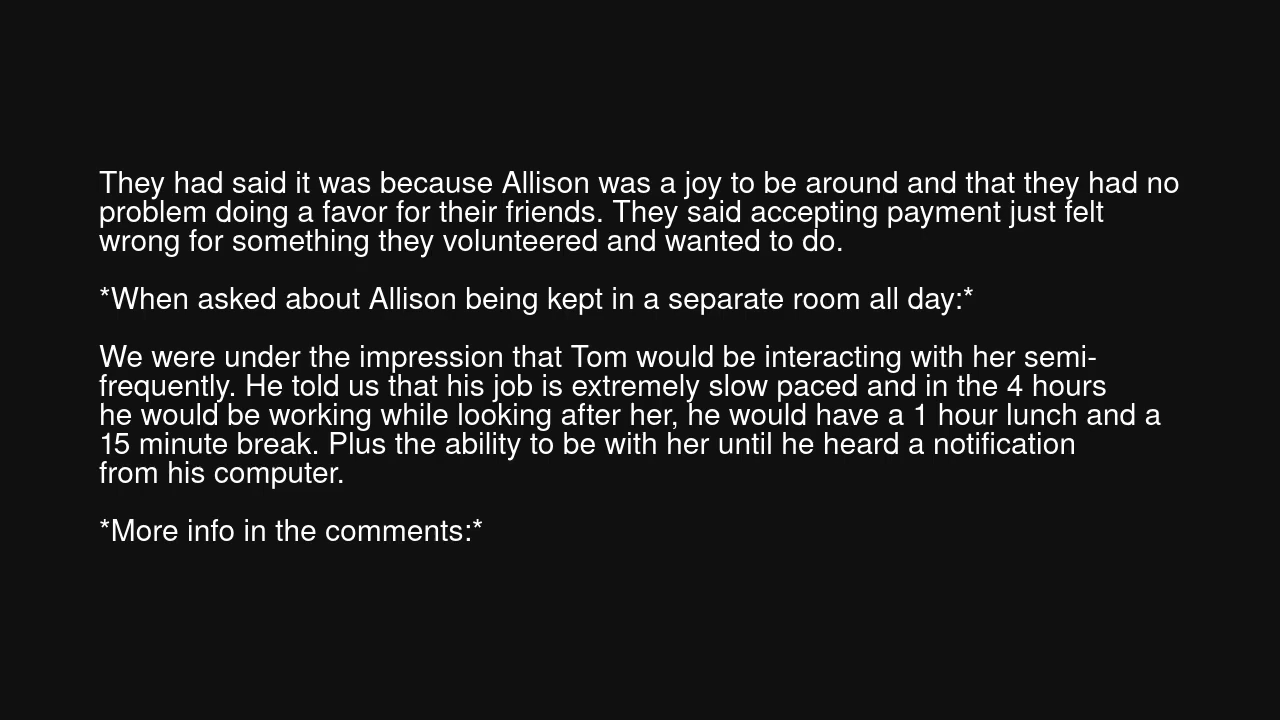 They had said it was because Allison was a joy to be around and that they had no
problem doing a favor for their friends. They said accepting payment just felt
wrong for something they volunteered and wanted to do.
*When asked about Allison being kept in a separate room all day:*
We were under the impression that Tom would be interacting with her semi-
frequently. He told us that his job is extremely slow paced and in the 4 hours
he would be working while looking after her, he would have a 1 hour lunch and a
15 minute break. Plus the ability to be with her until he heard a notification
from his computer.
*More info in the comments:*